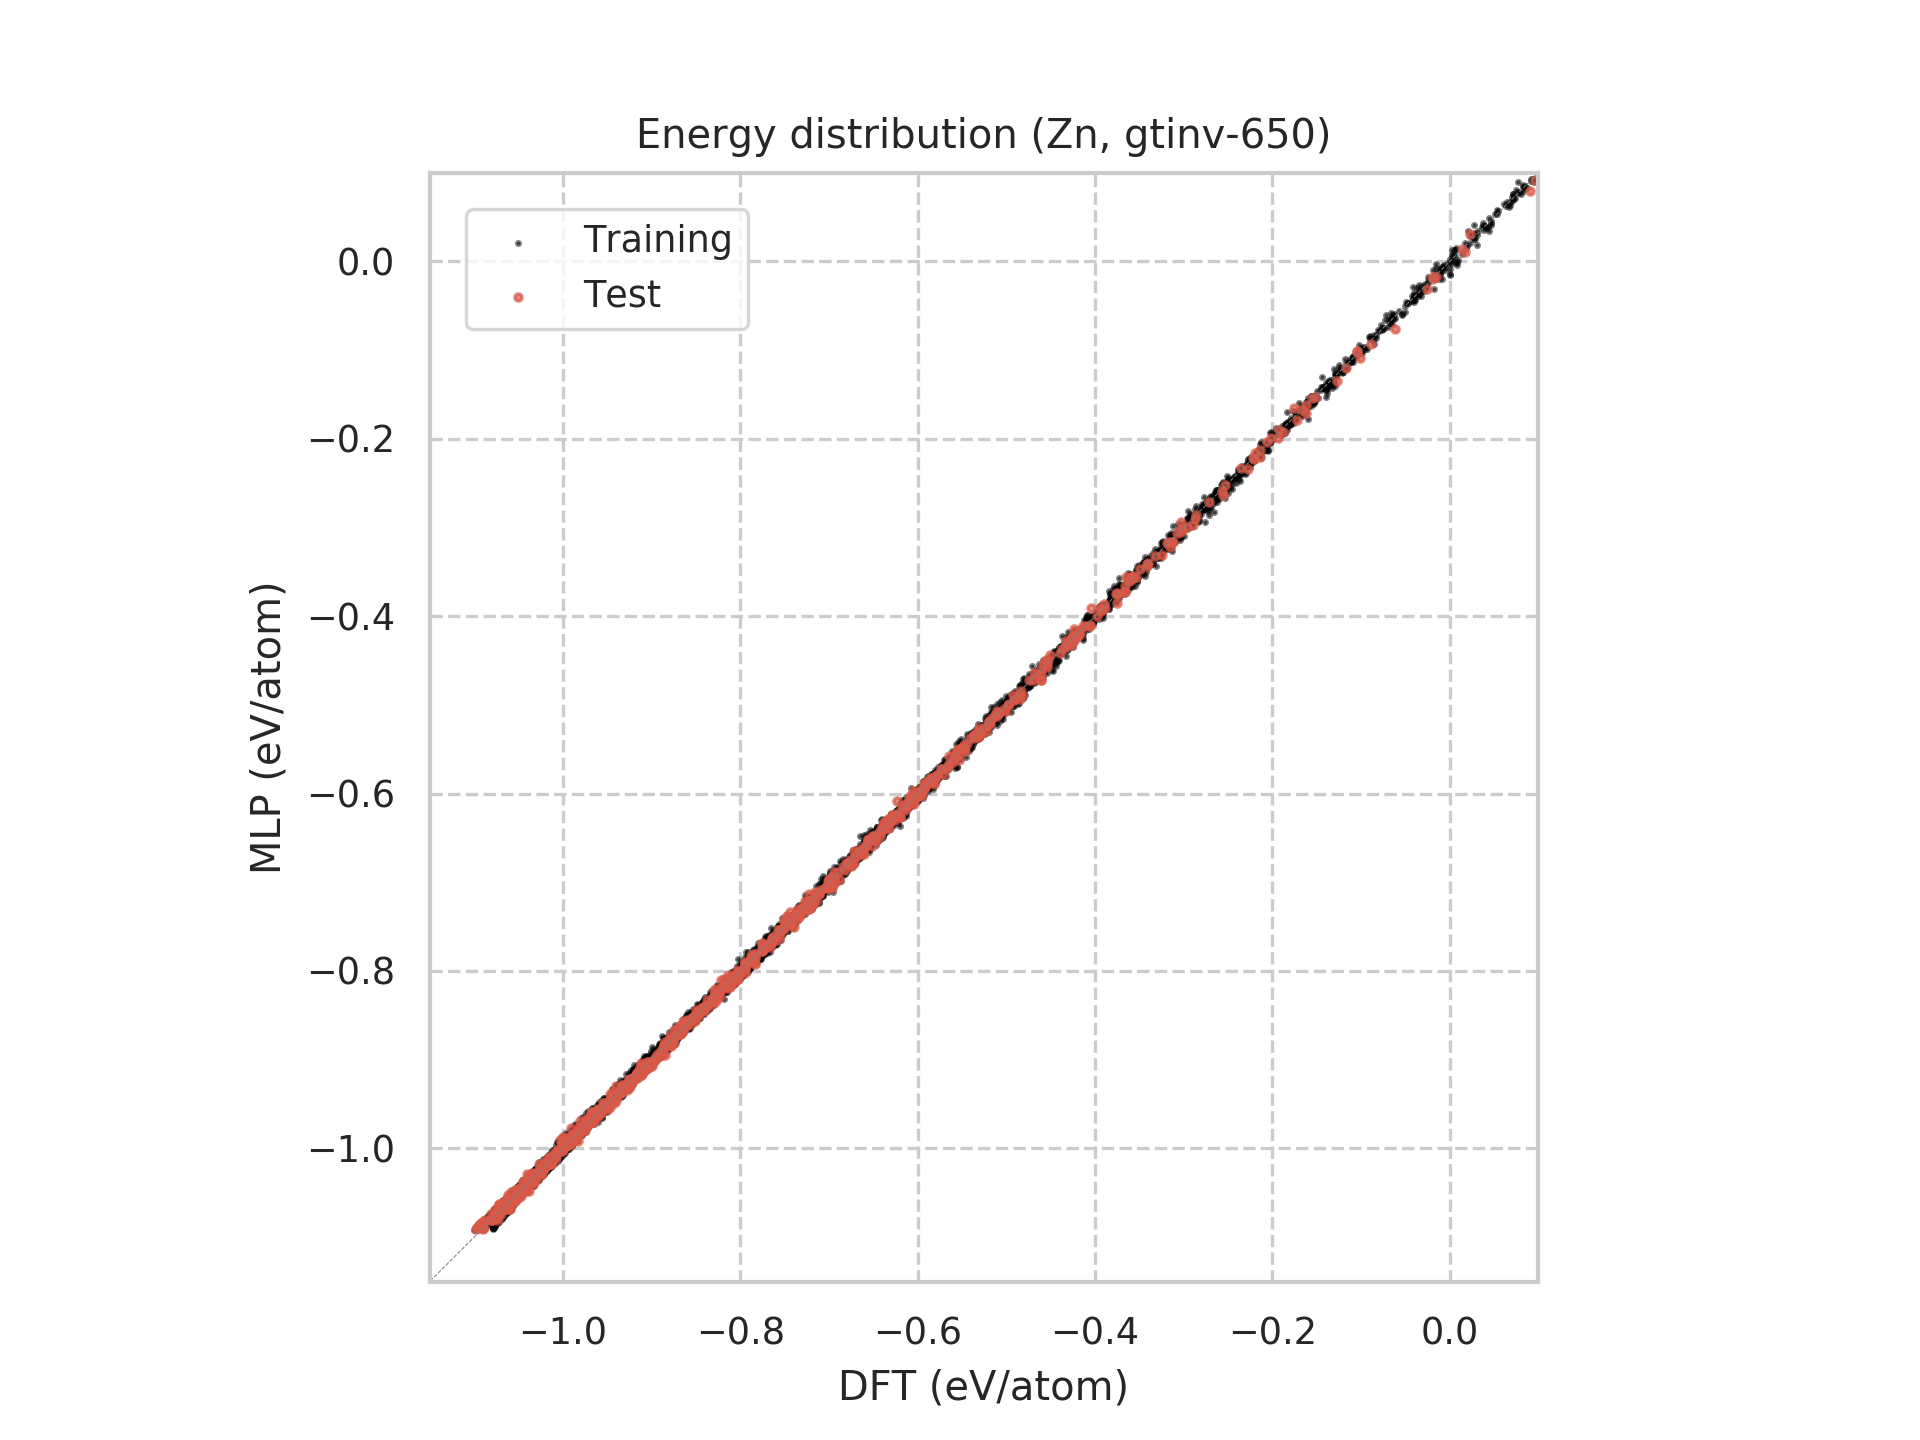 Energy distribution (Zn, gtinv-650)
Training
Test
0.0
−0.2
−0.4
−0.6
−0.8
−1.0
MLP (eV/atom)
−1.0 −0.8 −0.6 −0.4 −0.2 0.0
DFT (eV/atom)